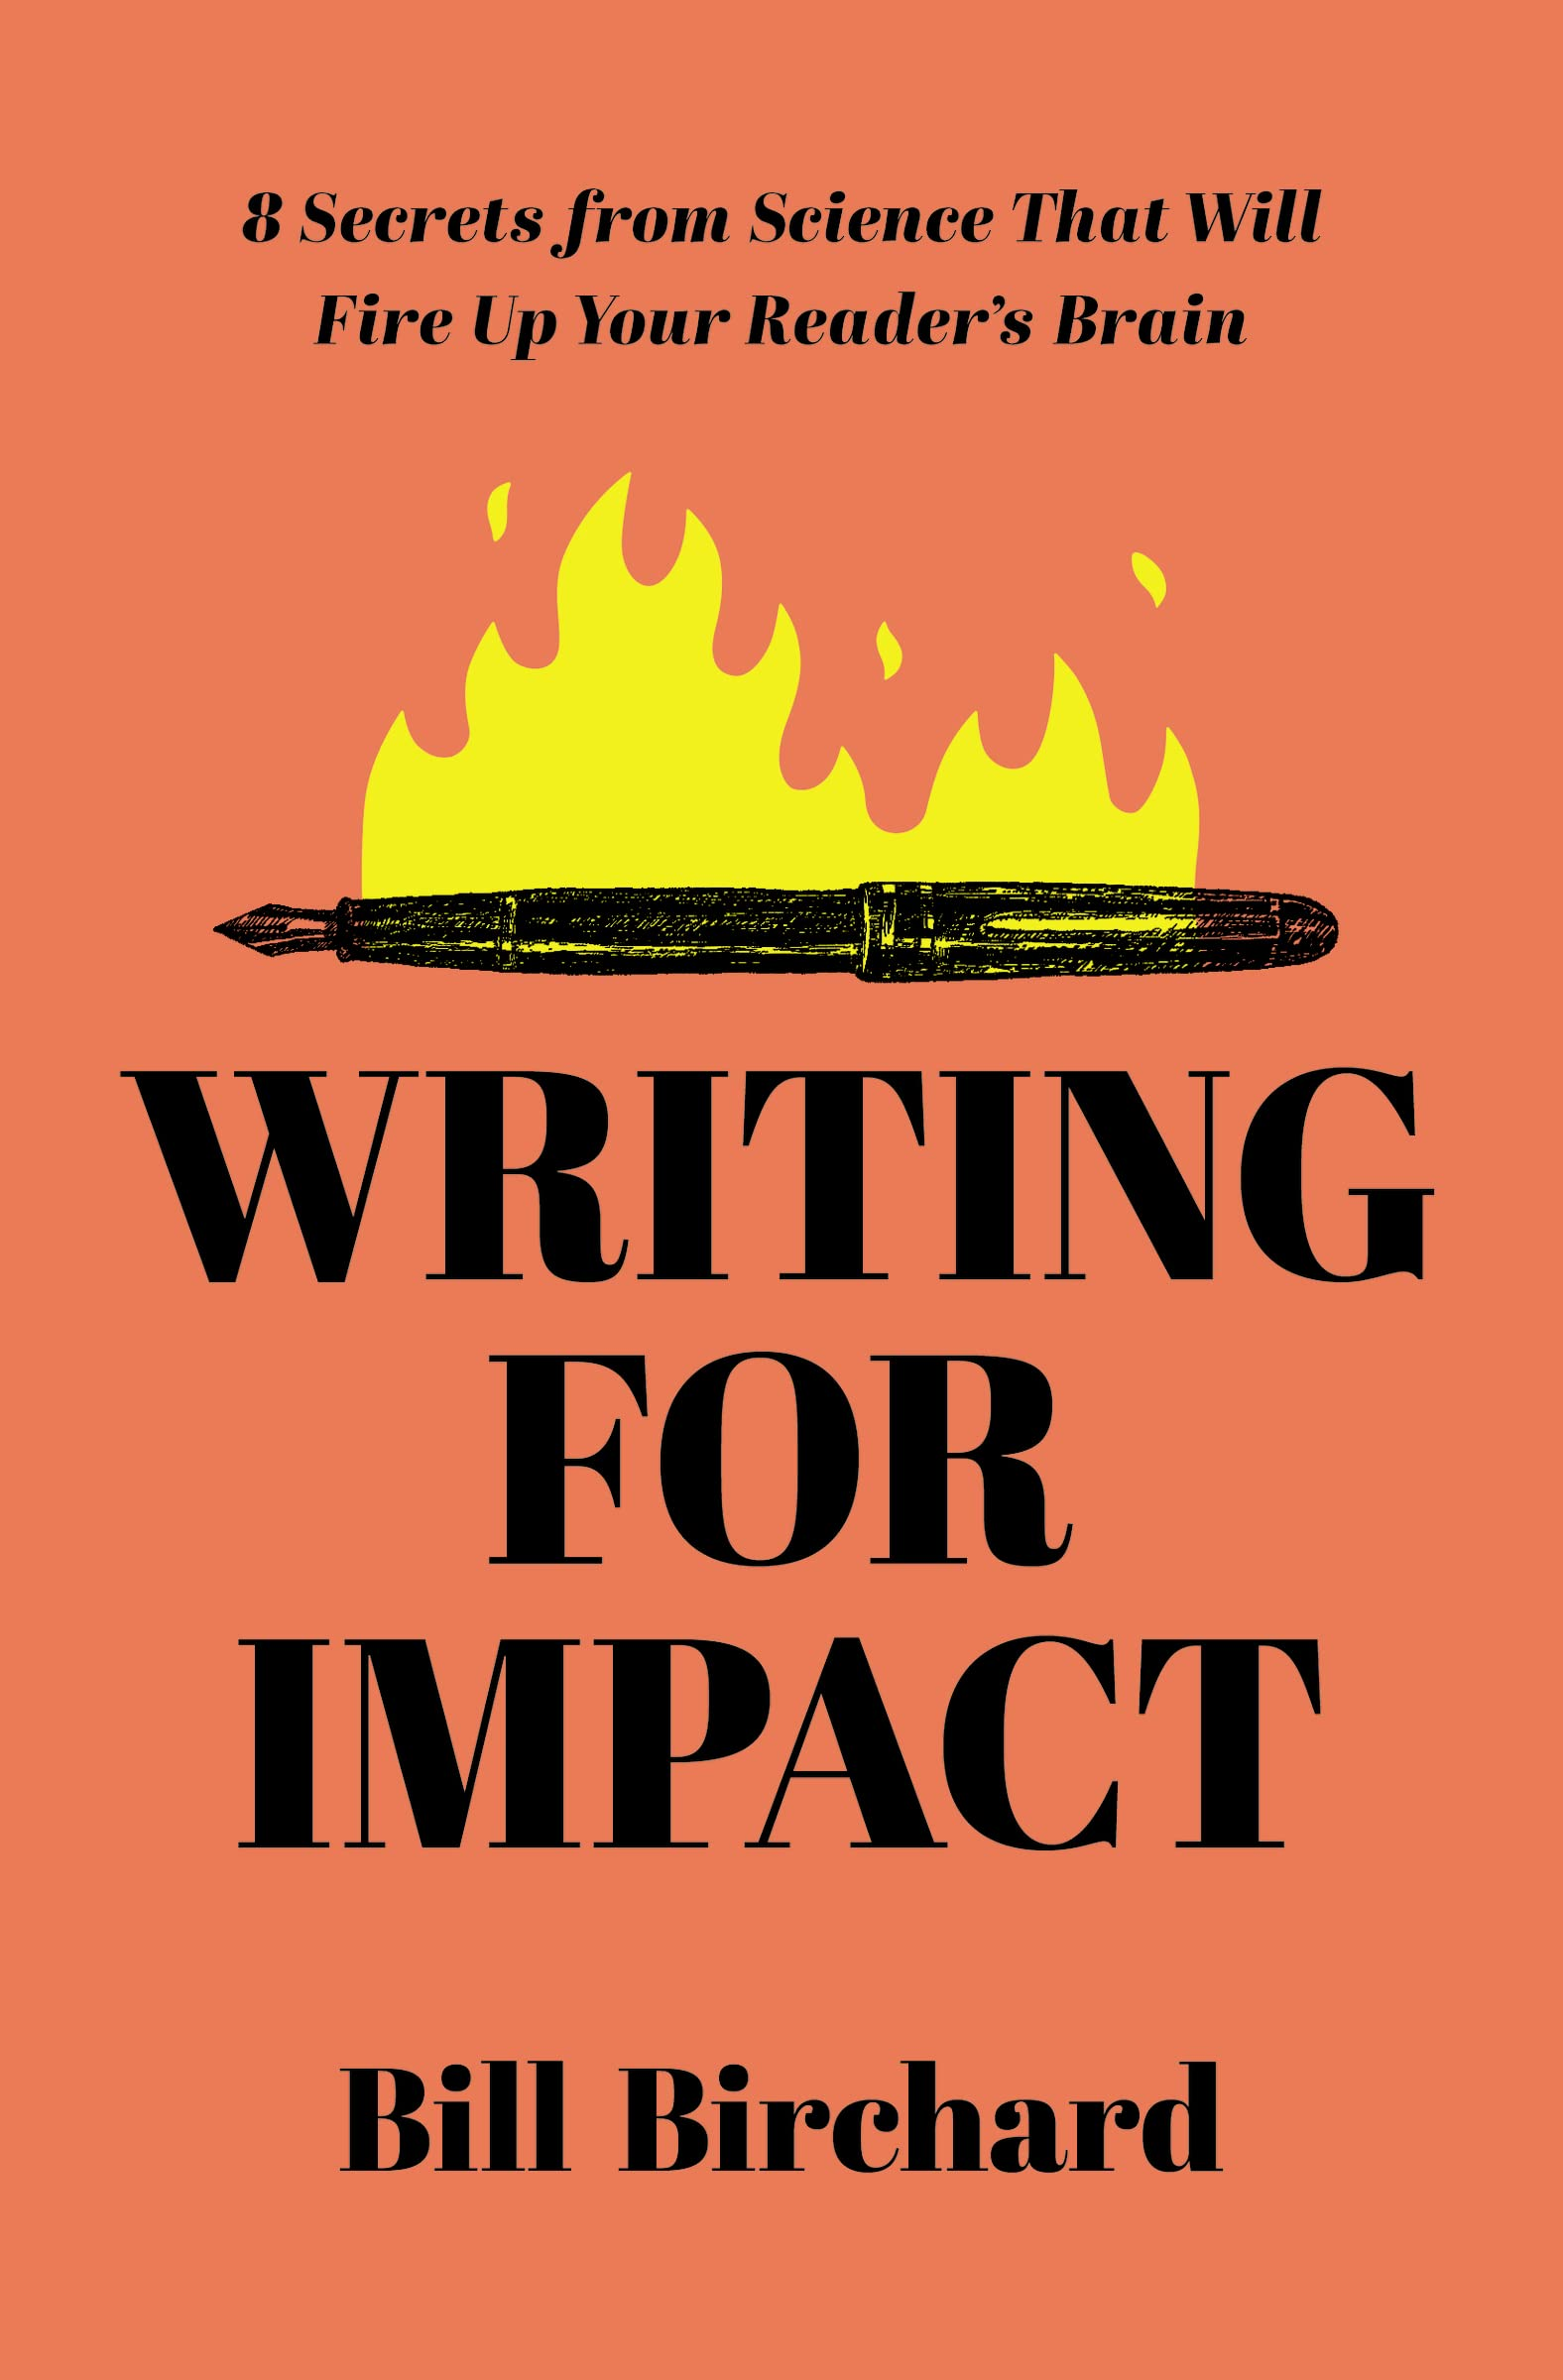 8 Secrets from Science That Will
Fire Up Your Reader’s Brain
WRITING
FOR
IMPACT
Bill Birchard